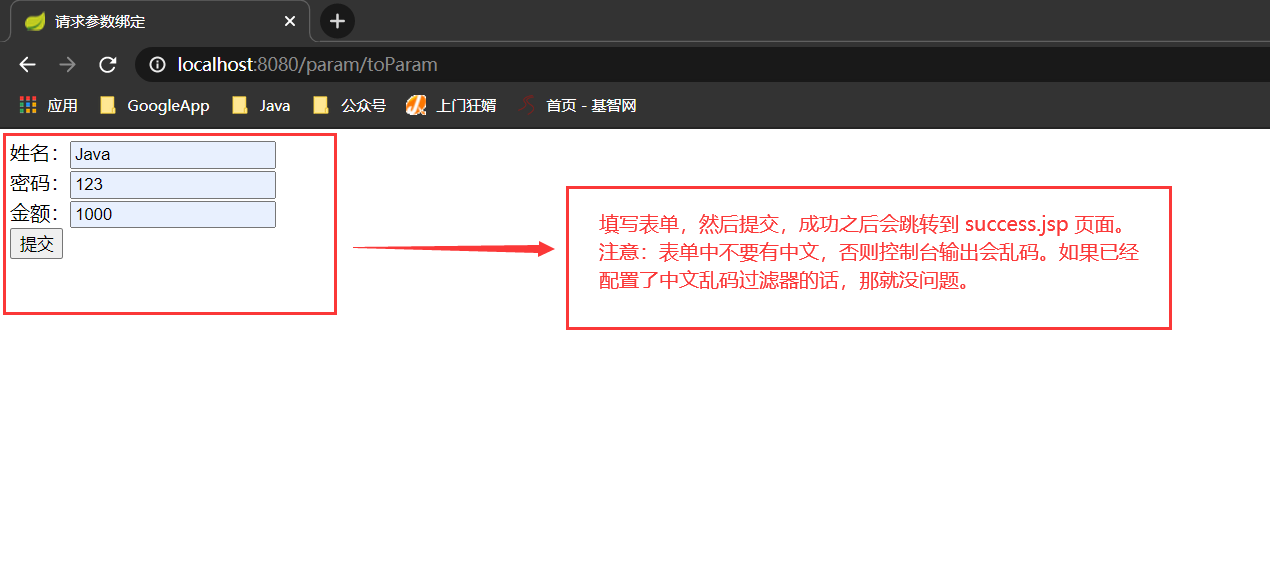 请求参数绑定
localhost:8080/param/toParam
应用 GoogleApp Java 公众号 上门狂婿 首页 - 基智网
姓名：Java
密码：123
金额：1000
提交
填写表单，然后提交，成功之后会跳转到 success.jsp 页面。
注意：表单中不要有中文，否则控制台输出会乱码。如果已经
配置了中文乱码过滤器的话，那就没问题。